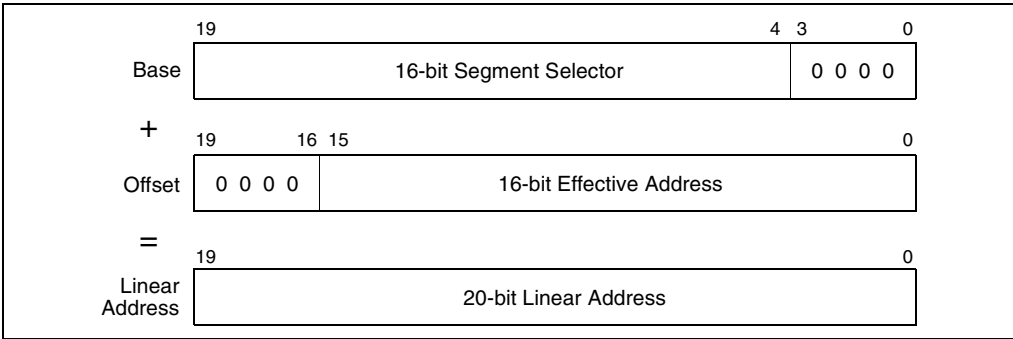 19 4 3 0
Base 16-bit Segment Selector 0 0 0 0
+
19 16 15 0
Offset 0 0 0 0 16-bit Effective Address
=
19 0
Linear
Address
20-bit Linear Address